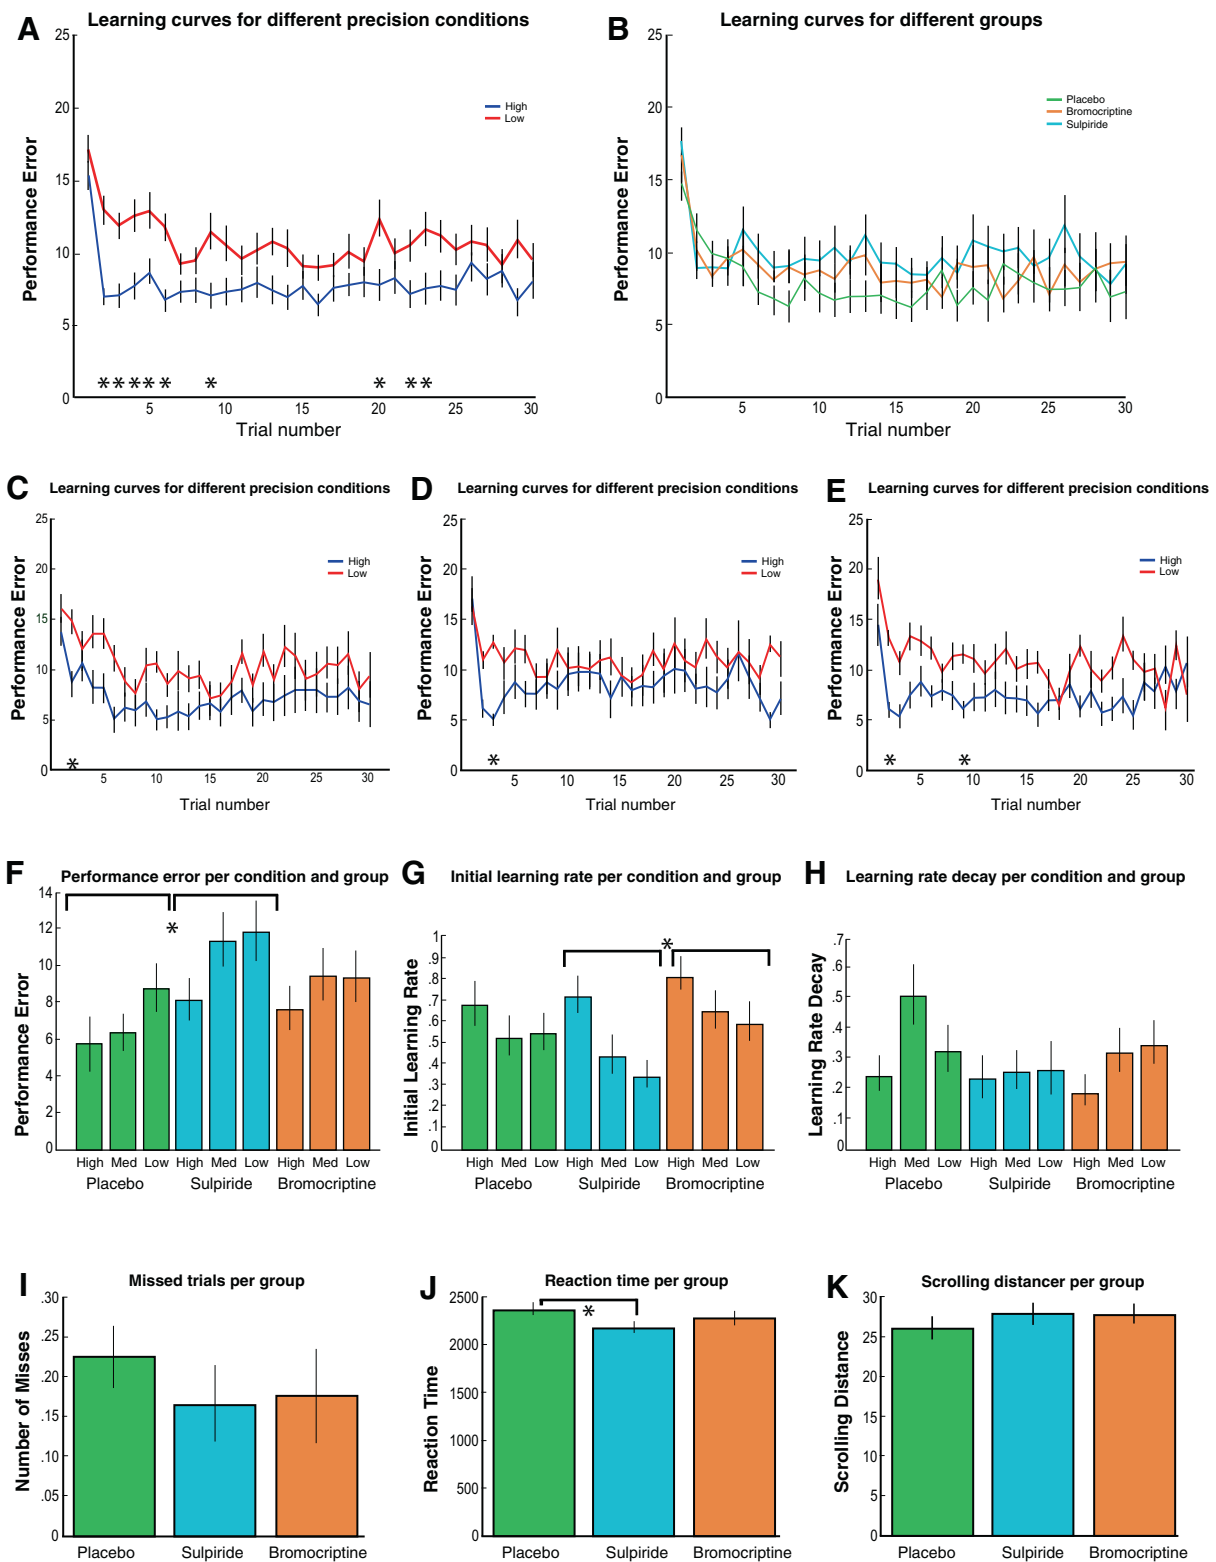 A Learning curves for different precision conditions
25
20
15
10
5
0
Performance Error
High
Low
* * * * * * * * *
5 10 15 20 25 30
Trial number
B Learning curves for different groups
25
20
15
10
5
0
Performance Error
Placebo
Bromocriptine
Sulpiride
5 10 15 20 25 30
Trial number
C Learning curves for different precision conditions
25
20
15
10
5
0
Performance Error
High
Low
*
5 10 15 20 25 30
Trial number
D Learning curves for different precision conditions
25
20
15
10
5
0
Performance Error
High
Low
*
5 10 15 20 25 30
Trial number
E Learning curves for different precision conditions
25
20
15
10
5
0
Performance Error
High
Low
* *
5 10 15 20 25 30
Trial number
F Performance error per condition and group
14
12
10
8
6
4
2
0
Performance Error
*
High Med Low High Med Low High Med Low
Placebo Sulpiride Bromocriptine
G Initial learning rate per condition and group
1
.9
.8
.7
.6
.5
.4
.3
.2
.1
0
Initial Learning Rate
*
High Med Low High Med Low High Med Low
Placebo Sulpiride Bromocriptine
H Learning rate decay per condition and group
.7
.6
.5
.4
.3
.2
.1
0
Learning Rate Decay
High Med Low High Med Low High Med Low
Placebo Sulpiride Bromocriptine
I Missed trials per group
.30
.25
.20
.15
.10
.05
0
Number of Misses
Placebo Sulpiride Bromocriptine
J Reaction time per group
2500
2000
1500
1000
500
0
Reaction Time
*
Placebo Sulpiride Bromocriptine
K Scrolling distancer per group
30
25
20
15
10
5
0
Scrolling Distance
Placebo Sulpiride Bromocriptine